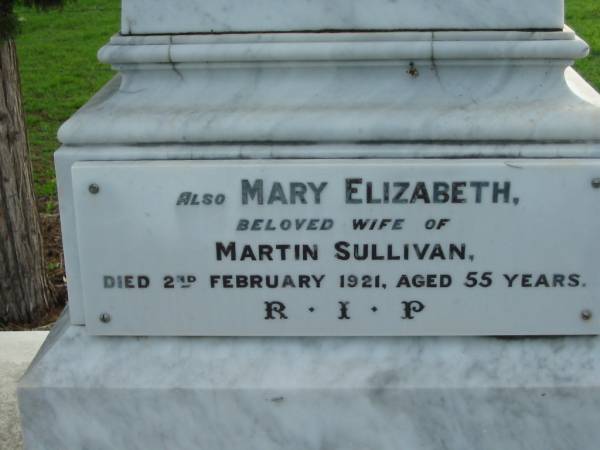 ALSO MARY ELIZABETH,
BELOVED WIFE OF
MARTIN SULLIVAN,
DIED 2ND FEBRUARY 1921, AGED 55 YEARS.
R · I · P